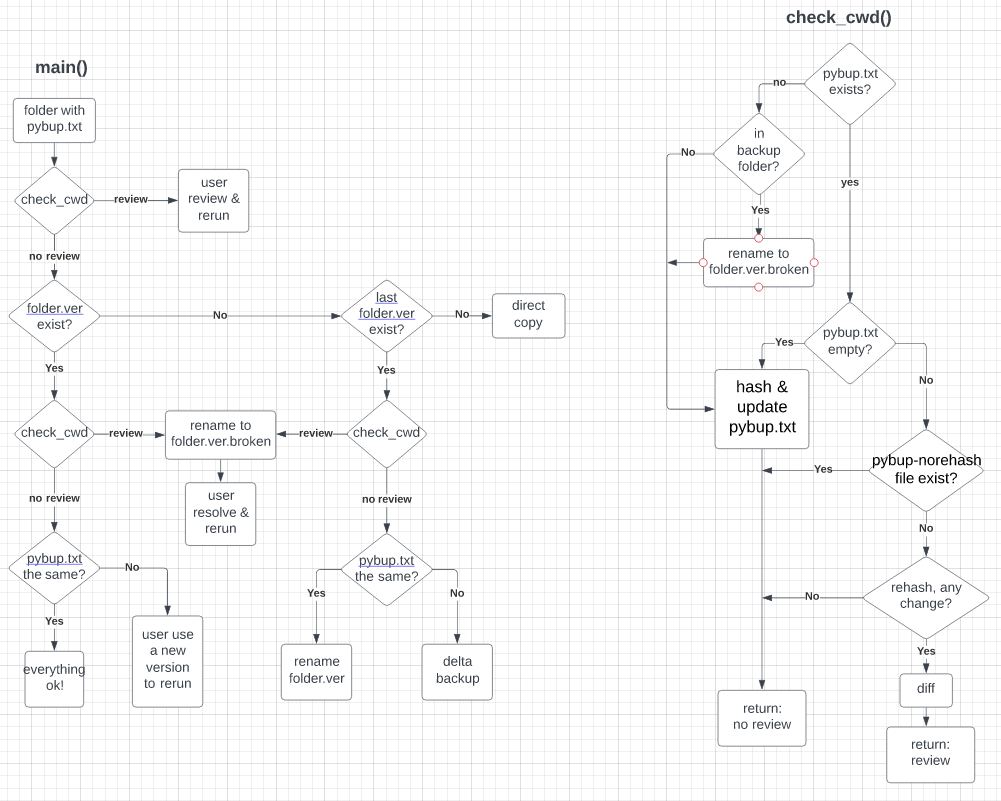 main()
folder with
pybup.txt
check_cwd
review
user
review &
rerun
no review
folder.ver
exist?
No
last
folder.ver
exist?
No
direct
copy
Yes
Yes
check_cwd
review
rename to
folder.ver.broken
review
check_cwd
user
resolve &
rerun
no review
no review
pybup.txt
the same?
No
pybup.txt
the same?
Yes
No
Yes
user use
a new
version
to rerun
everything
ok!
rename
folder.ver
delta
backup
check_cwd()
pybup.txt
exists?
no
in
backup
folder?
No
yes
Yes
rename to
folder.ver.broken
pybup.txt
empty?
Yes
No
hash &
update
pybup.txt
pybup-norehash
file exist?
Yes
No
rehash, any
change?
No
Yes
diff
return:
no review
return:
review